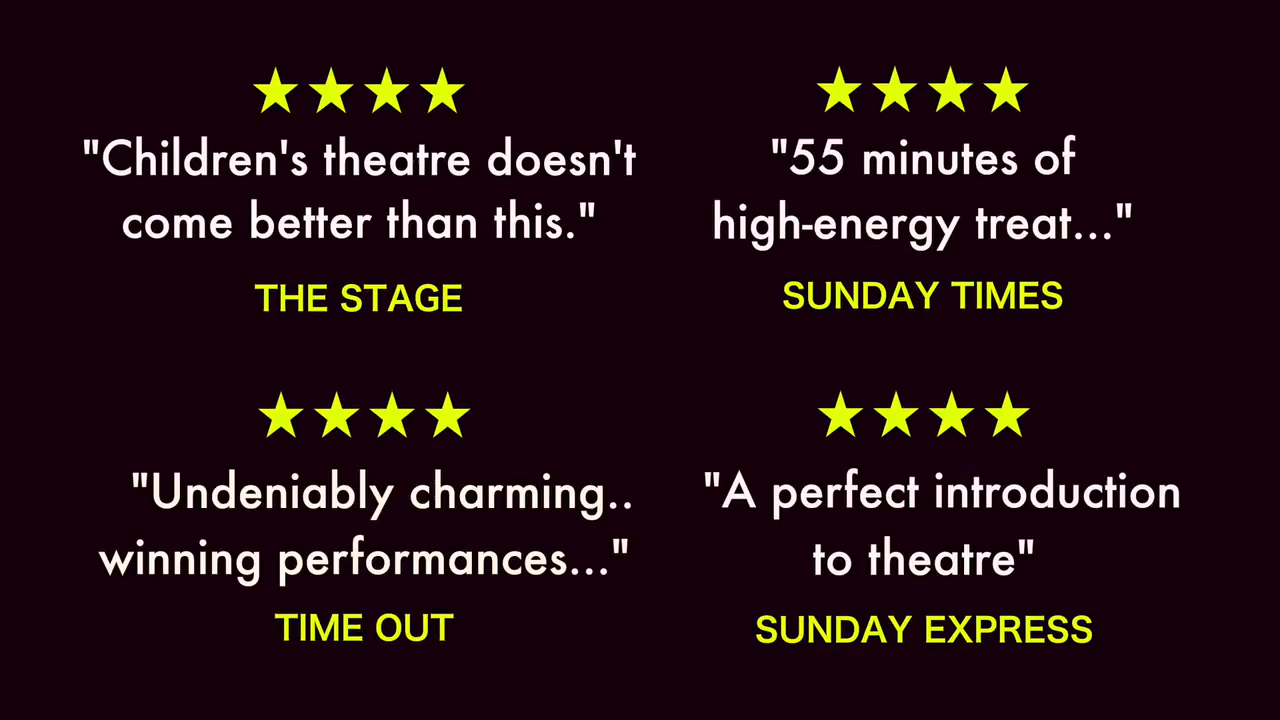 ★★★★
"Children's theatre doesn't
come better than this."
THE STAGE
★★★★
"55 minutes of
high-energy treat..."
SUNDAY TIMES
★★★★
"Undeniably charming..
winning performances..."
TIME OUT
★★★★
"A perfect introduction
to theatre"
SUNDAY EXPRESS